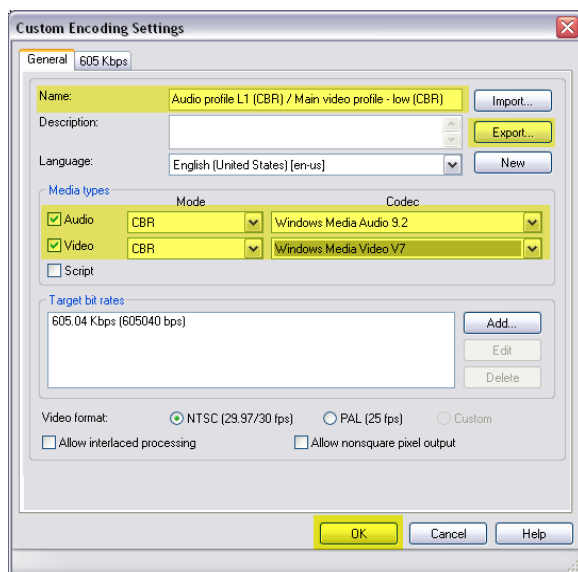 Custom Encoding Settings
General 605 Kbps
Name: Audio profile L1 (CBR) / Main video profile - low (CBR) Import...
Description: Export...
Language: English (United States) [en-us] New
Media types
Mode Codec
Audio CBR Windows Media Audio 9.2
Video CBR Windows Media Video V7
Script
Target bit rates
605.04 Kbps (605040 bps) Add...
Edit
Delete
Video format: NTSC (29.97/30 fps) PAL (25 fps) Custom
Allow interlaced processing Allow nonsquare pixel output
OK Cancel Help